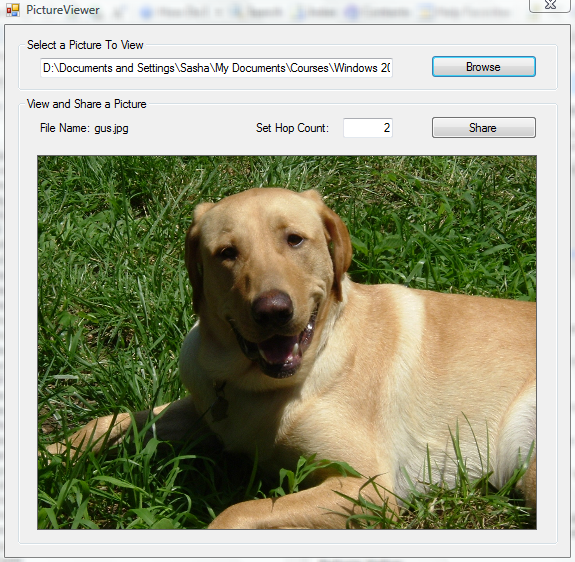 PictureViewer
Select a Picture To View
D:\Documents and Settings\Sasha\My Documents\Courses\Windows 20
Browse
View and Share a Picture
File Name: gus.jpg
Set Hop Count: 2
Share